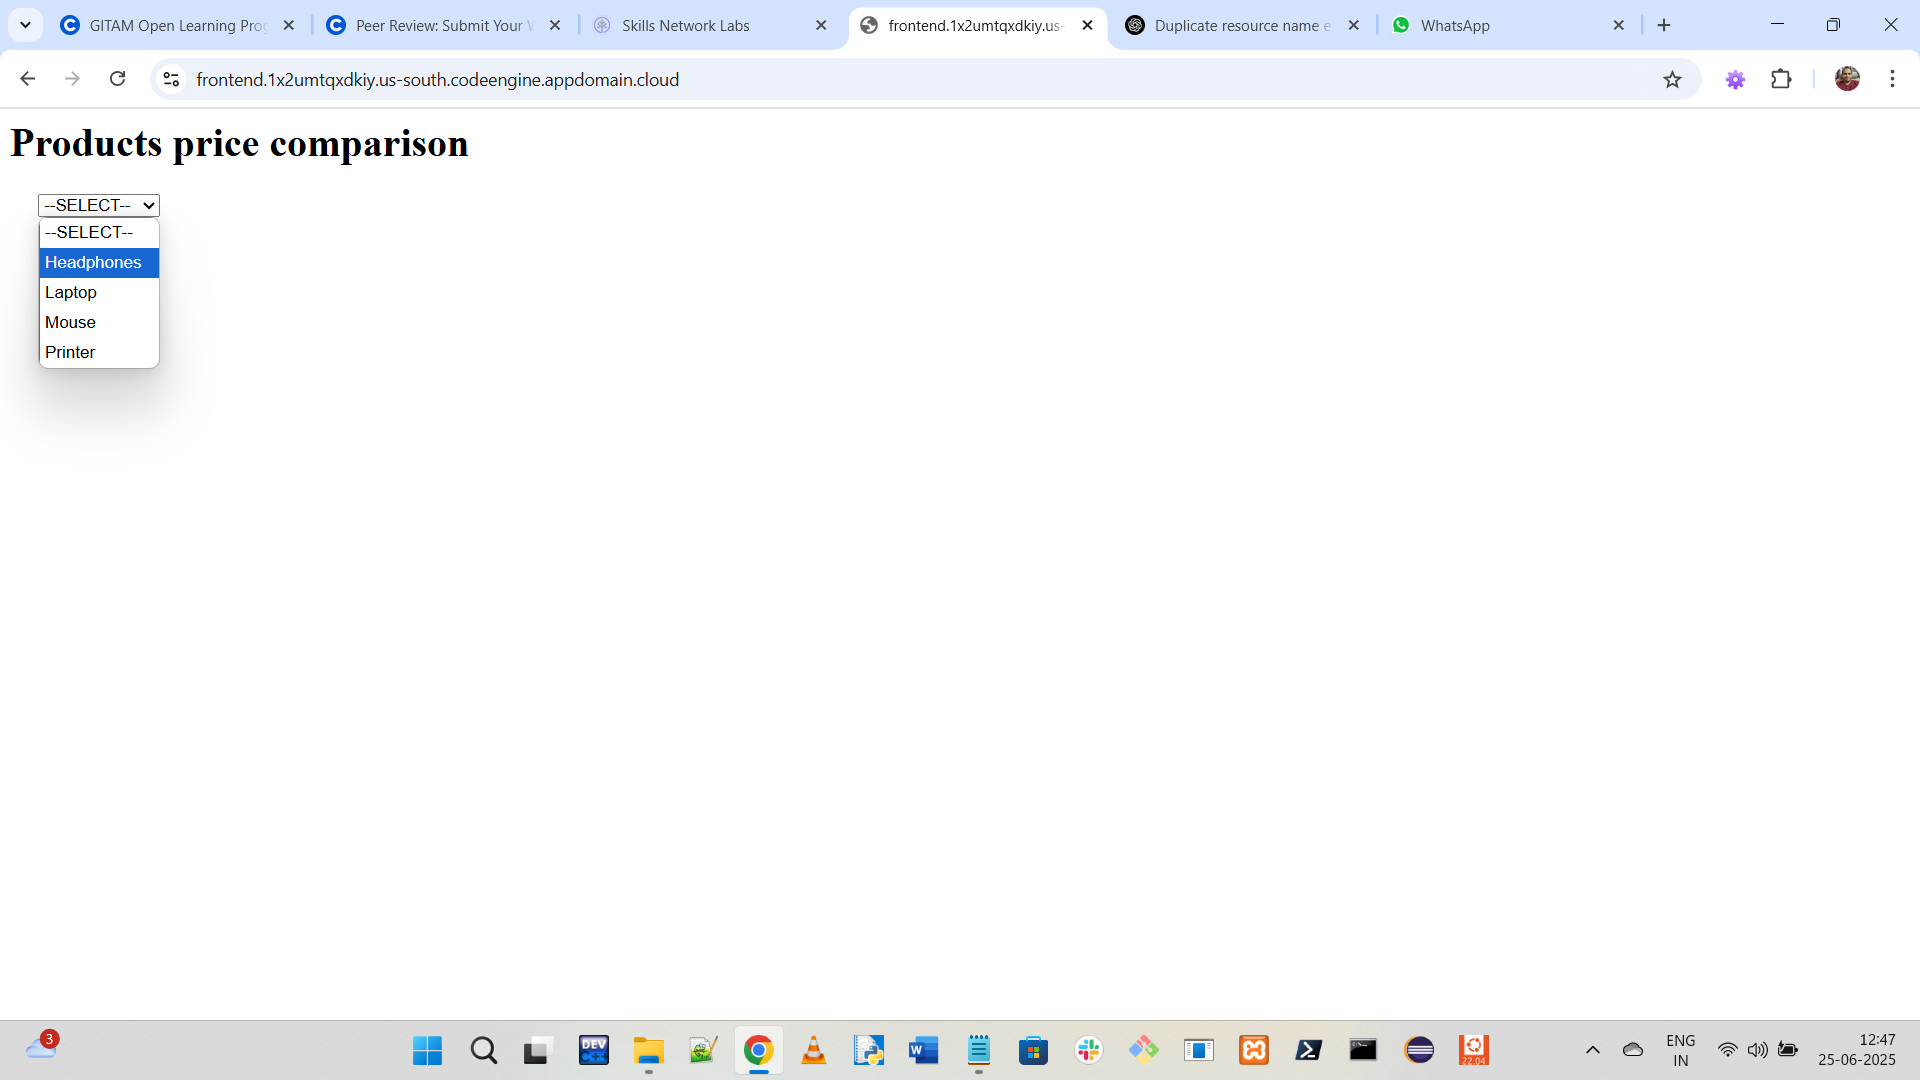 GITAM Open Learning Prog
Peer Review: Submit Your W
Skills Network Labs
frontend.1x2umtqxdkiy.us-
Duplicate resource name e
WhatsApp
frontend.1x2umtqxdkiy.us-south.codeengine.appdomain.cloud
Products price comparison
--SELECT--
--SELECT--
Headphones
Laptop
Mouse
Printer
3
DEV
C++
W
22.04
ENG
IN
12:47
25-06-2025